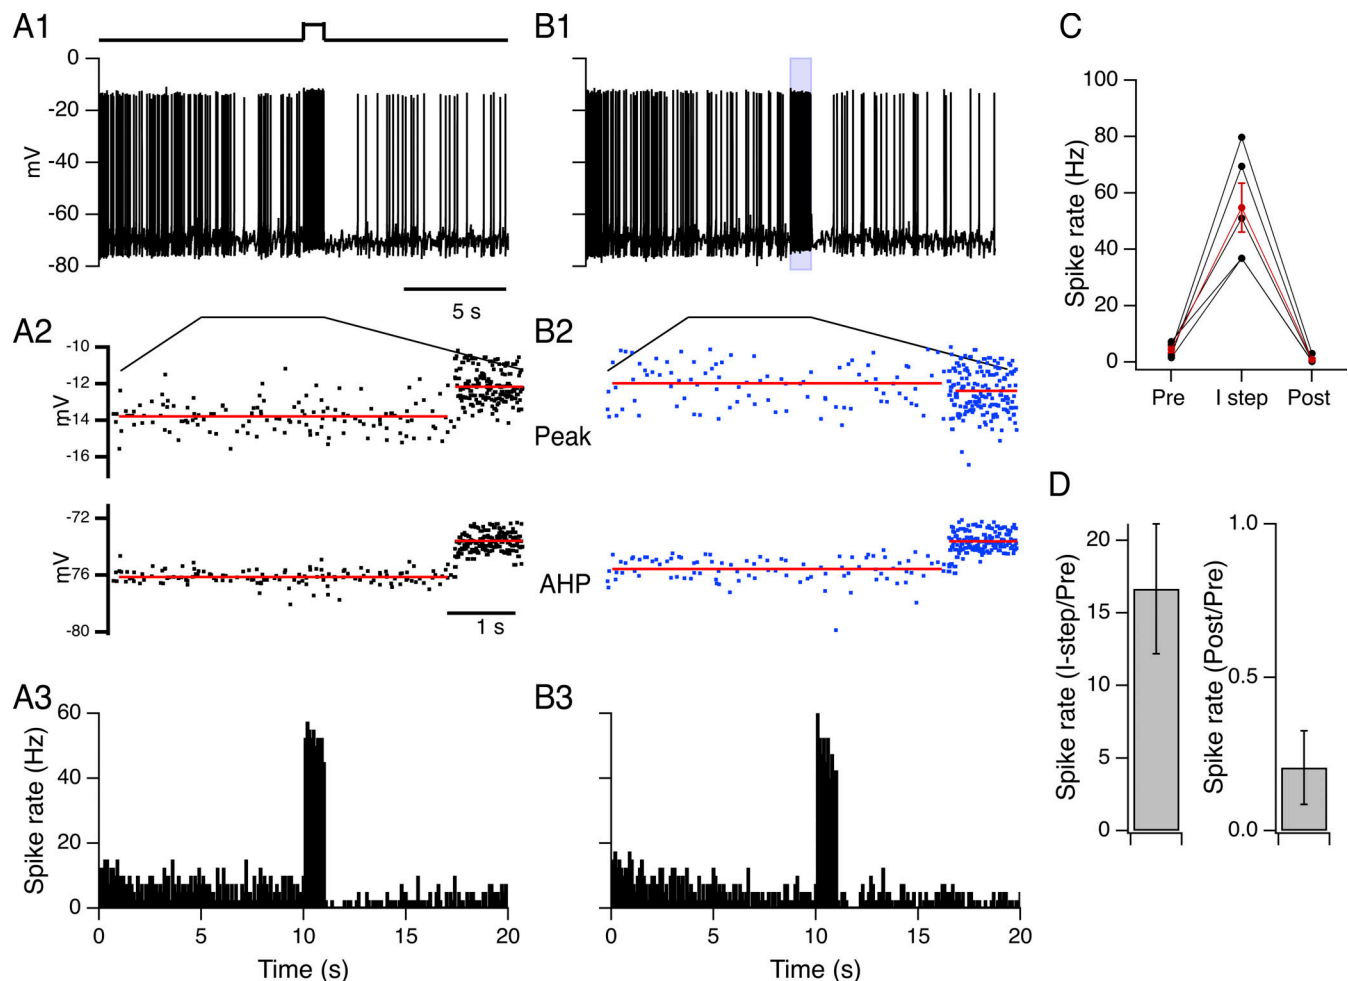 A1
B1
C
0
-20
-40
-60
-80
mV
5 s
100
80
60
40
20
0
Spike rate (Hz)
Pre
I step
Post
A2
B2
-10
-12
-14
-16
mV
Peak
-72
-76
-80
mV
AHP
1 s
D
20
15
10
5
0
Spike rate (I-step/Pre)
1.0
0.5
0.0
Spike rate (Post/Pre)
A3
B3
60
40
20
0
Spike rate (Hz)
0
5
10
15
20
Time (s)
0
5
10
15
20
Time (s)